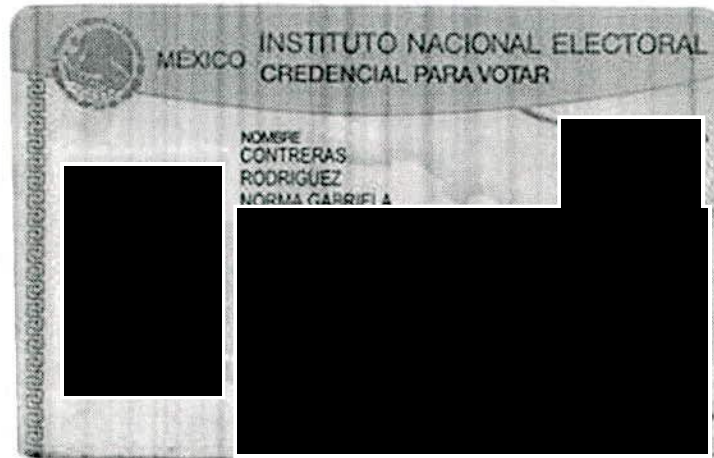 MÉXICO INSTITUTO NACIONAL ELECTORAL
CREDENCIAL PARA VOTAR
NOMBRE
CONTRERAS
RODRIGUEZ
NORMA GABRIELA